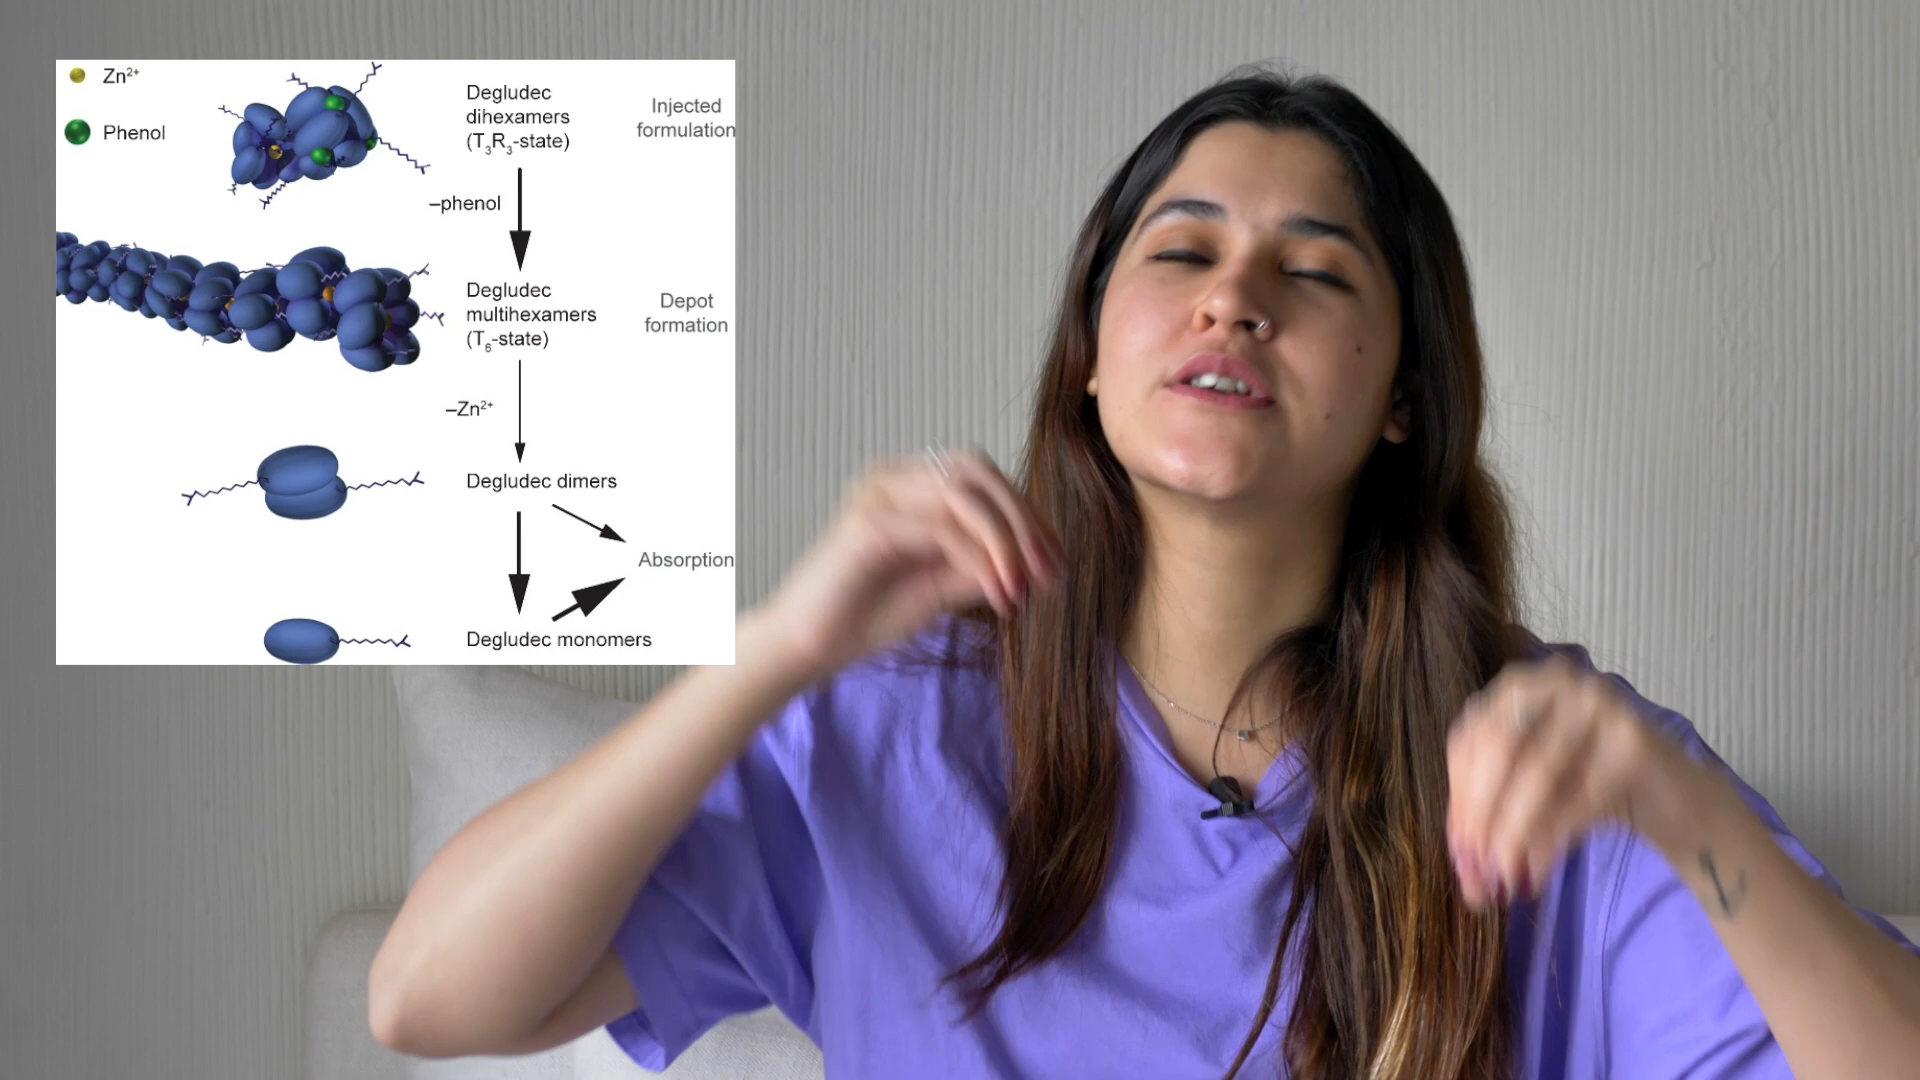 Zn²⁺
Phenol
Degludec
dihexamers
(T₃R₃-state)
Injected
formulation
–phenol
Degludec
multihexamers
(T₆-state)
Depot
formation
–Zn²⁺
Degludec dimers
Absorption
Degludec monomers